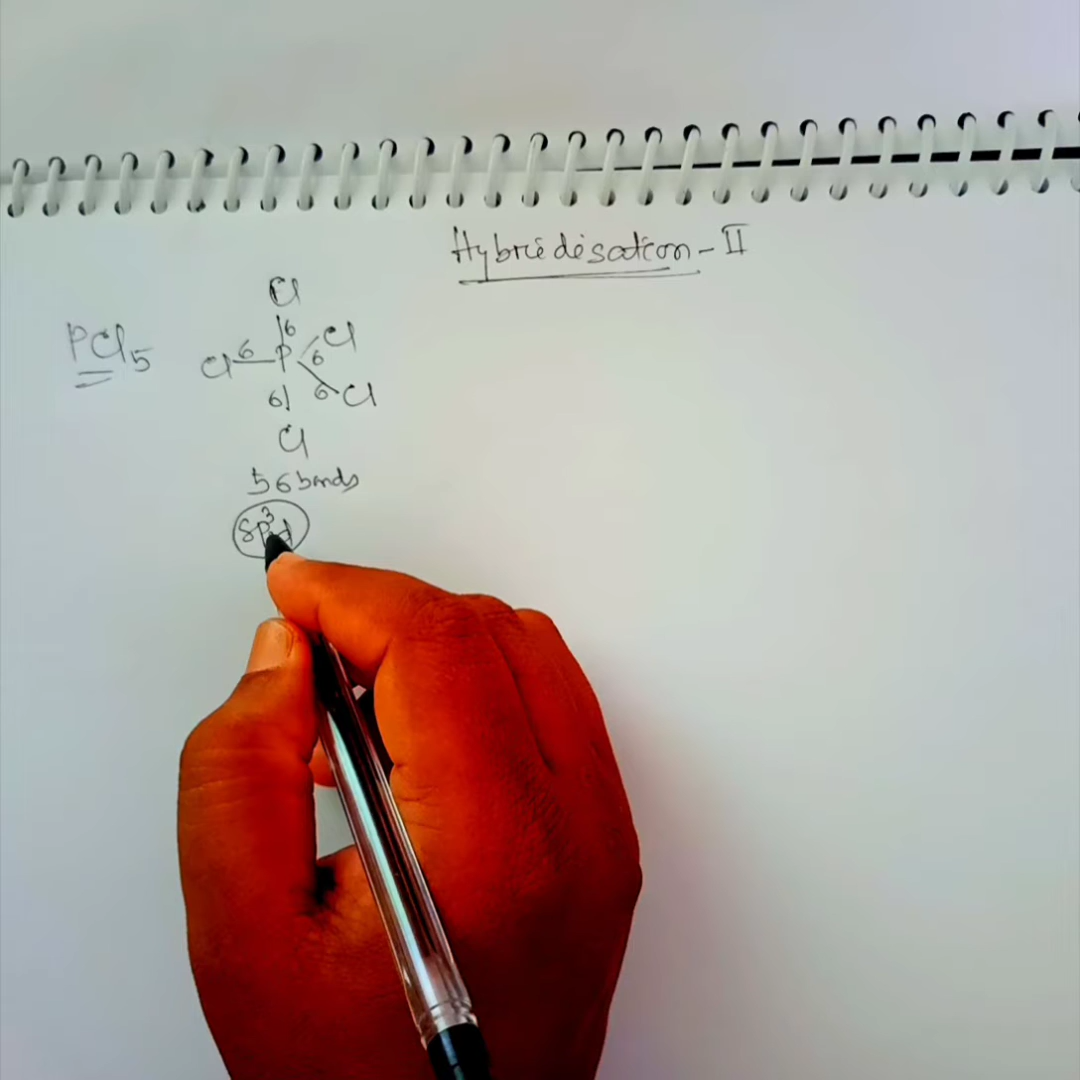 Hybridisation - II
Cl
PCl5
6 Cl
Cl 6 P 6
6 6 Cl
Cl
5 6 bonds
sp³d